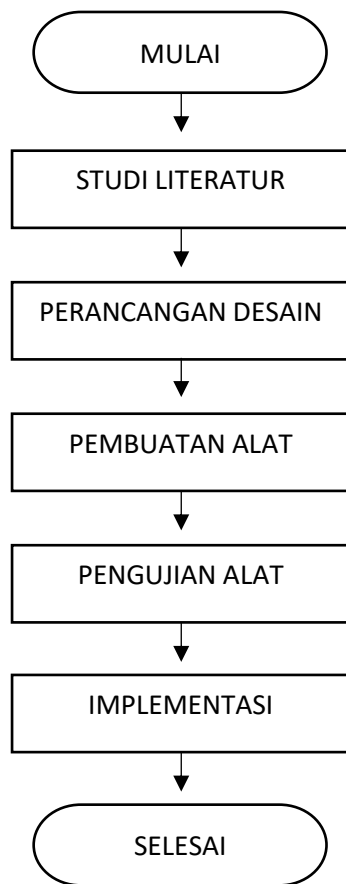 MULAI
STUDI LITERATUR
PERANCANGAN DESAIN
PEMBUATAN ALAT
PENGUJIAN ALAT
IMPLEMENTASI
SELESAI